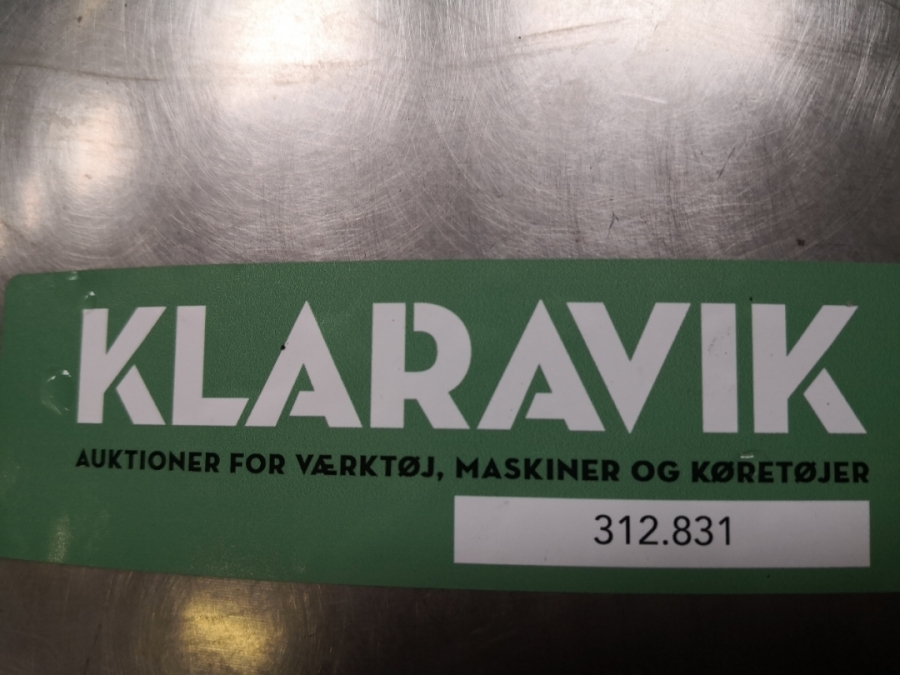 KLARAVIK
AUKTIONER FOR VÆRKTØJ, MASKINER OG KØRETØJER
312.831